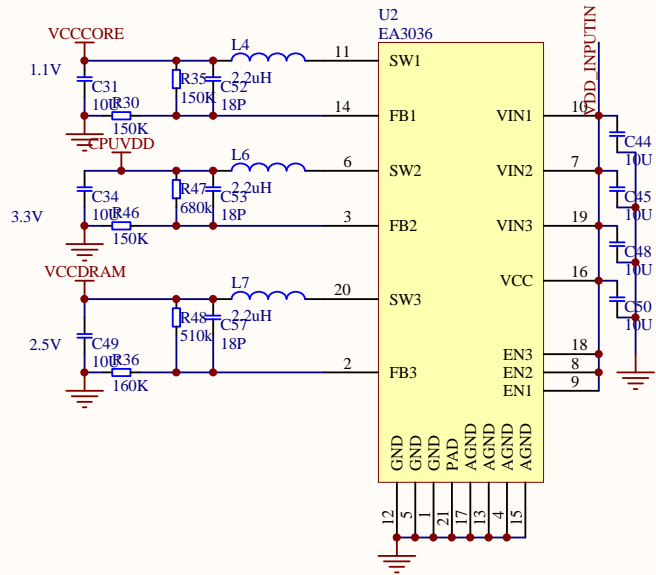 U2
EA3036
VCCCORE
1.1V
C31
10U
R30
150K
R35
150K
C52
18P
L4
2.2uH
11
SW1
14
FB1
CPUVDD
3.3V
C34
10U
R46
150K
R47
680k
C53
18P
L6
2.2uH
6
SW2
3
FB2
VCCDRAM
2.5V
C49
10U
R36
160K
R48
510k
C57
18P
L7
2.2uH
20
SW3
2
FB3
VDD_INPUTIN
VIN1
10
C44
10U
VIN2
7
C45
10U
VIN3
19
C48
10U
VCC
16
C50
10U
EN3
18
EN2
8
EN1
9
GND
GND
GND
PAD
AGND
AGND
AGND
AGND
12
5
1
21
17
13
4
15